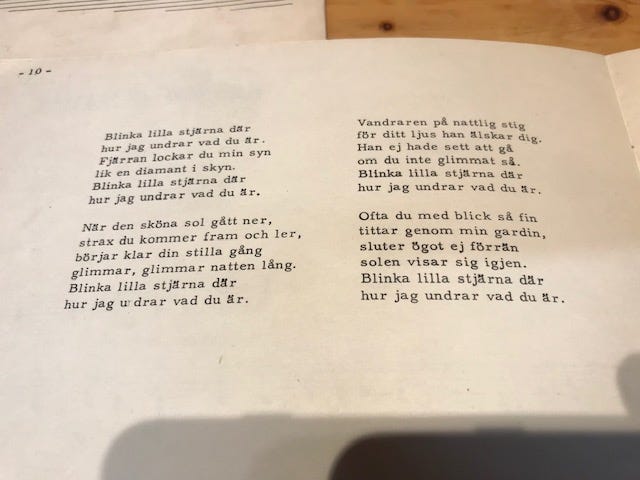 - 10 -
Blinka lilla stjärna där
hur jag undrar vad du är.
Fjärran lockar du min syn
lik en diamant i skyn.
Blinka lilla stjärna där
hur jag undrar vad du är.
När den sköna sol gått ner,
strax du kommer fram och ler,
börjar klar din stilla gång
glimmar, glimmar natten lång.
Blinka lilla stjärna där
hur jag undrar vad du är.
Vandraren på nattlig stig
för ditt ljus han älskar dig.
Han ej hade sett att gå
om du inte glimmat så.
Blinka lilla stjärna där
hur jag undrar vad du är.
Ofta du med blick så fin
tittar genom min gardin,
sluter ögot ej förrän
solen visar sig igjen.
Blinka lilla stjärna där
hur jag undrar vad du är.